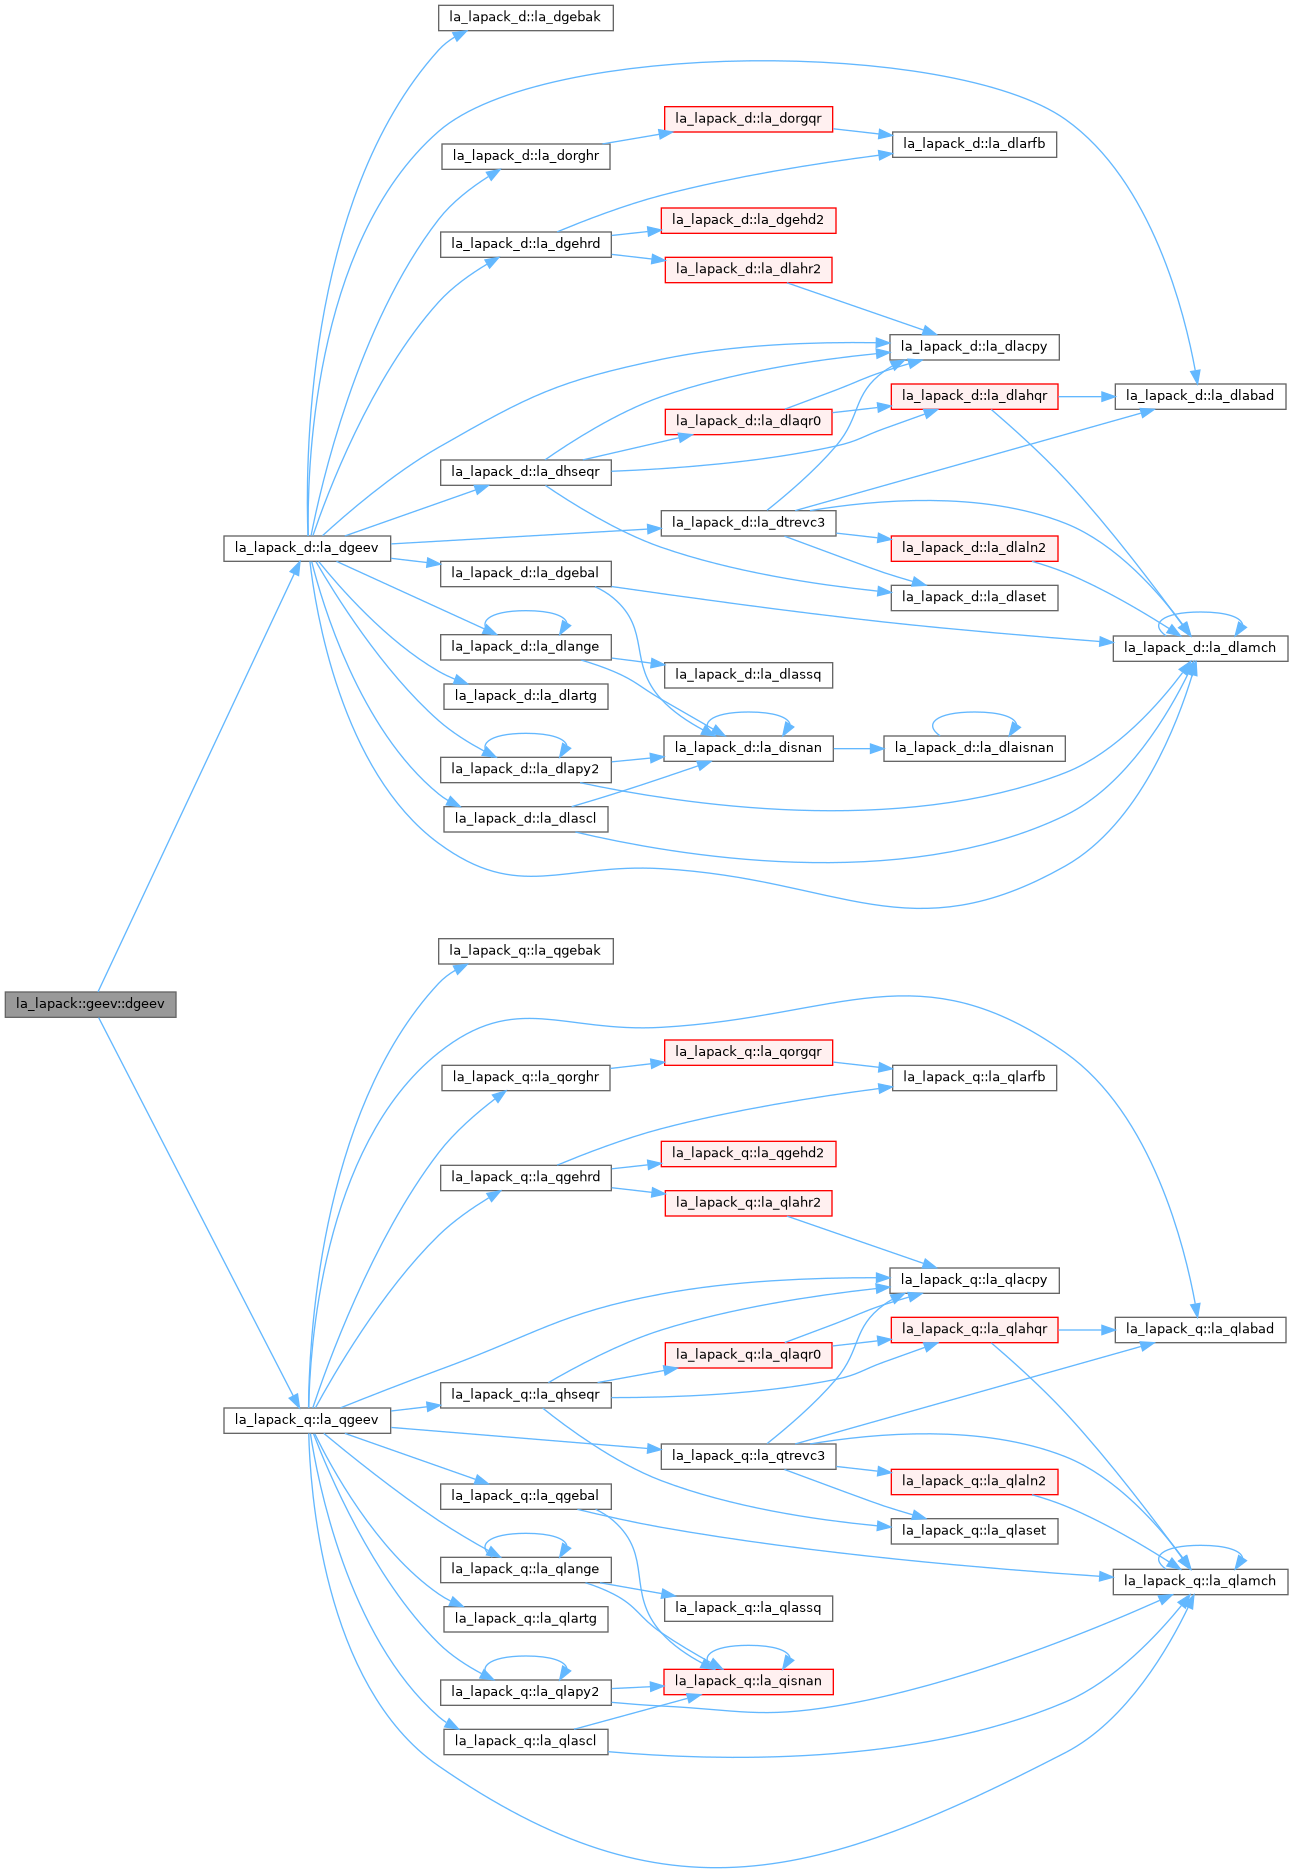 la_lapack_d::la_dgebak
la_lapack_d::la_dorgqr
la_lapack_d::la_dlarfb
la_lapack_d::la_dorghr
la_lapack_d::la_dgehd2
la_lapack_d::la_dgehrd
la_lapack_d::la_dlahr2
la_lapack_d::la_dlacpy
la_lapack_d::la_dlahqr
la_lapack_d::la_dlabad
la_lapack_d::la_dlaqr0
la_lapack_d::la_dhseqr
la_lapack_d::la_dtrevc3
la_lapack_d::la_dgeev
la_lapack_d::la_dlaln2
la_lapack_d::la_dgebal
la_lapack_d::la_dlaset
la_lapack_d::la_dlange
la_lapack_d::la_dlamch
la_lapack_d::la_dlassq
la_lapack_d::la_dlartg
la_lapack_d::la_disnan
la_lapack_d::la_dlaisnan
la_lapack_d::la_dlapy2
la_lapack_d::la_dlascl
la_lapack_q::la_qgebak
la_lapack::geev::dgeev
la_lapack_q::la_qorgqr
la_lapack_q::la_qlarfb
la_lapack_q::la_qorghr
la_lapack_q::la_qgehd2
la_lapack_q::la_qgehrd
la_lapack_q::la_qlahr2
la_lapack_q::la_qlacpy
la_lapack_q::la_qlahqr
la_lapack_q::la_qlabad
la_lapack_q::la_qlaqr0
la_lapack_q::la_qhseqr
la_lapack_q::la_qgeev
la_lapack_q::la_qtrevc3
la_lapack_q::la_qlaln2
la_lapack_q::la_qgebal
la_lapack_q::la_qlaset
la_lapack_q::la_qlange
la_lapack_q::la_qlamch
la_lapack_q::la_qlassq
la_lapack_q::la_qlartg
la_lapack_q::la_qisnan
la_lapack_q::la_qlapy2
la_lapack_q::la_qlascl